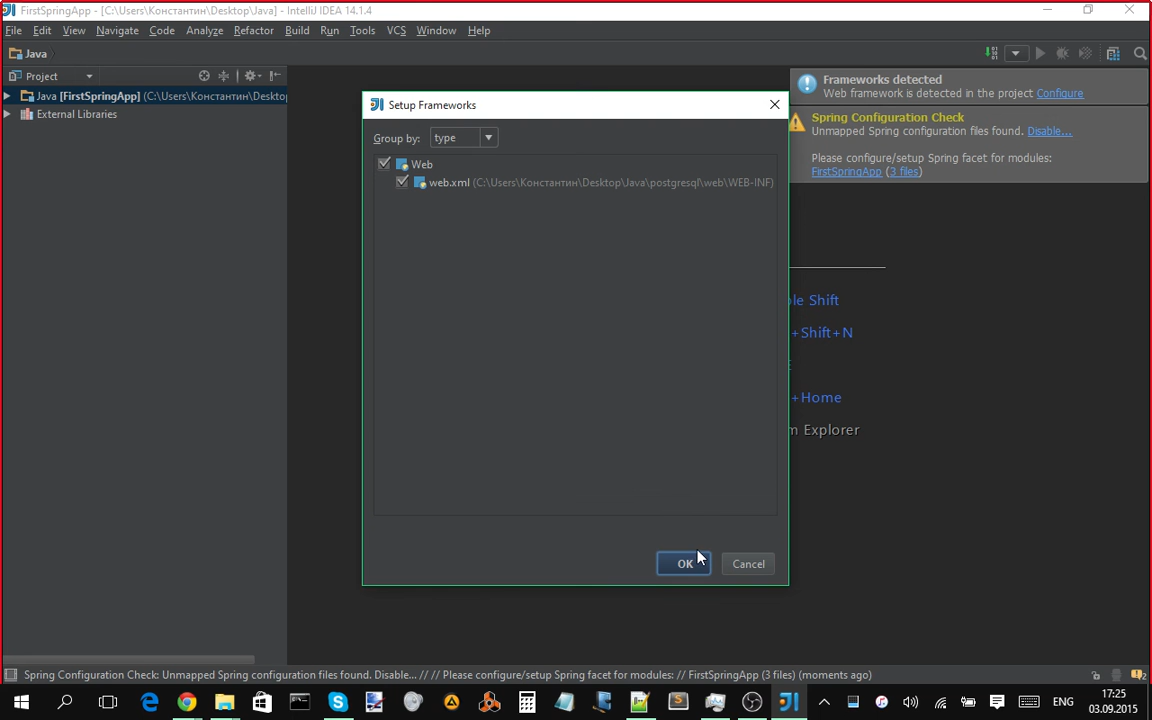 FirstSpringApp - [C:\Users\Константин\Desktop\Java] - IntelliJ IDEA 14.1.4
File Edit View Navigate Code Analyze Refactor Build Run Tools VCS Window Help
Java
Project
Java [FirstSpringApp] (C:\Users\Константин\Deskto
External Libraries
Frameworks detected
Web framework is detected in the project Configure
Spring Configuration Check
Unmapped Spring configuration files found. Disable...
Please configure/setup Spring facet for modules:
FirstSpringApp (3 files)
Setup Frameworks
Group by: type
Web
web.xml (C:\Users\Константин\Desktop\Java\postgresql\web\WEB-INF)
le Shift
+Shift+N
E
+Home
m Explorer
OK Cancel
Spring Configuration Check: Unmapped Spring configuration files found. Disable... // // Please configure/setup Spring facet for modules: // FirstSpringApp (3 files) (moments ago)
ENG
17:25
03.09.2015